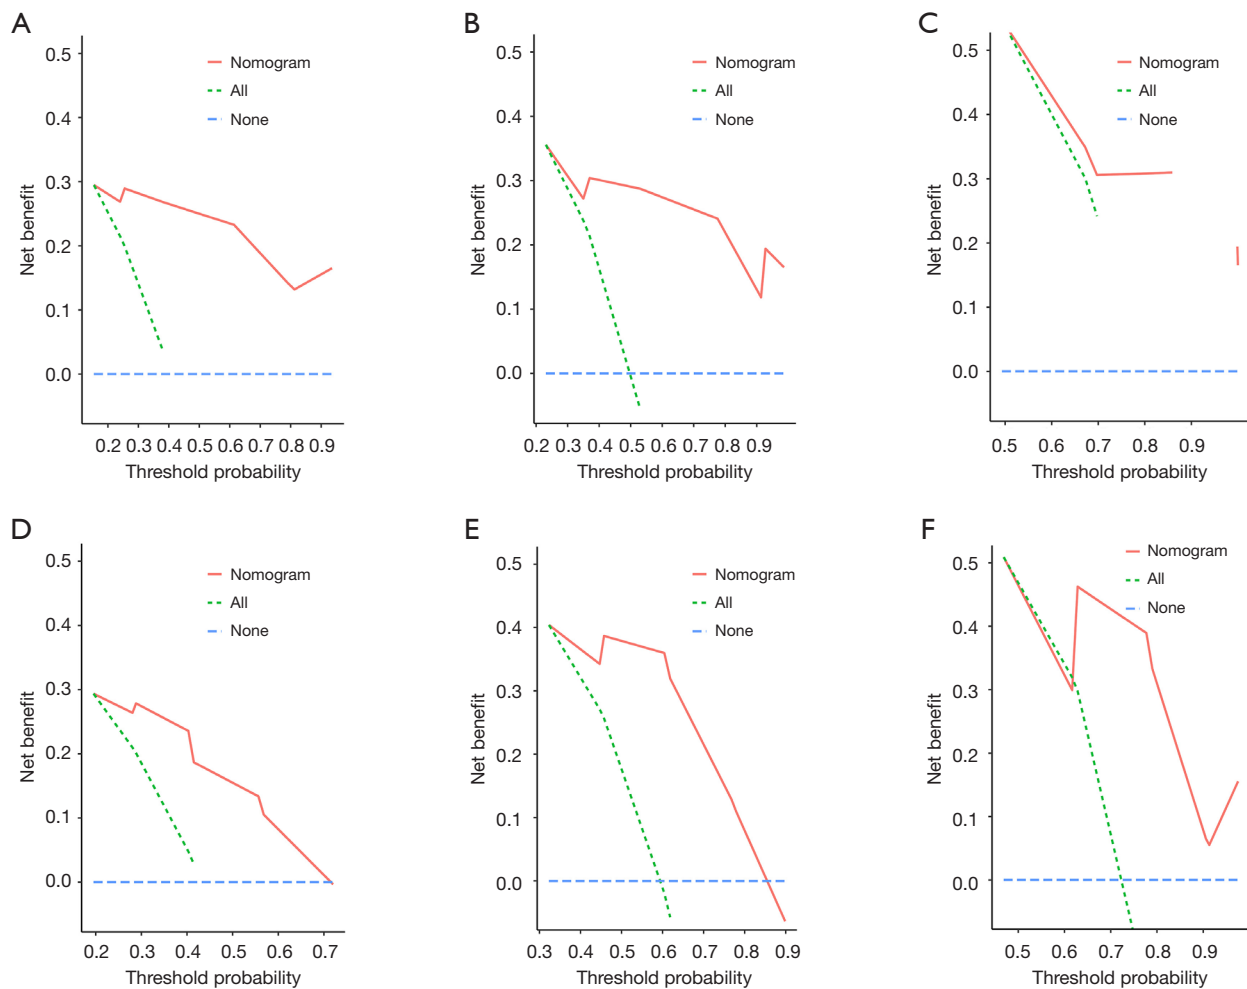 A
Net benefit
0.5
0.4
0.3
0.2
0.1
0.0
Nomogram
All
None
0.2 0.3 0.4 0.5 0.6 0.7 0.8 0.9
Threshold probability
B
Net benefit
0.5
0.4
0.3
0.2
0.1
0.0
Nomogram
All
None
0.2 0.3 0.4 0.5 0.6 0.7 0.8 0.9
Threshold probability
C
Net benefit
0.5
0.4
0.3
0.2
0.1
0.0
Nomogram
All
None
0.5 0.6 0.7 0.8 0.9
Threshold probability
D
Net benefit
0.5
0.4
0.3
0.2
0.1
0.0
Nomogram
All
None
0.2 0.3 0.4 0.5 0.6 0.7
Threshold probability
E
Net benefit
0.5
0.4
0.3
0.2
0.1
0.0
Nomogram
All
None
0.3 0.4 0.5 0.6 0.7 0.8 0.9
Threshold probability
F
Net benefit
0.5
0.4
0.3
0.2
0.1
0.0
Nomogram
All
None
0.5 0.6 0.7 0.8 0.9
Threshold probability